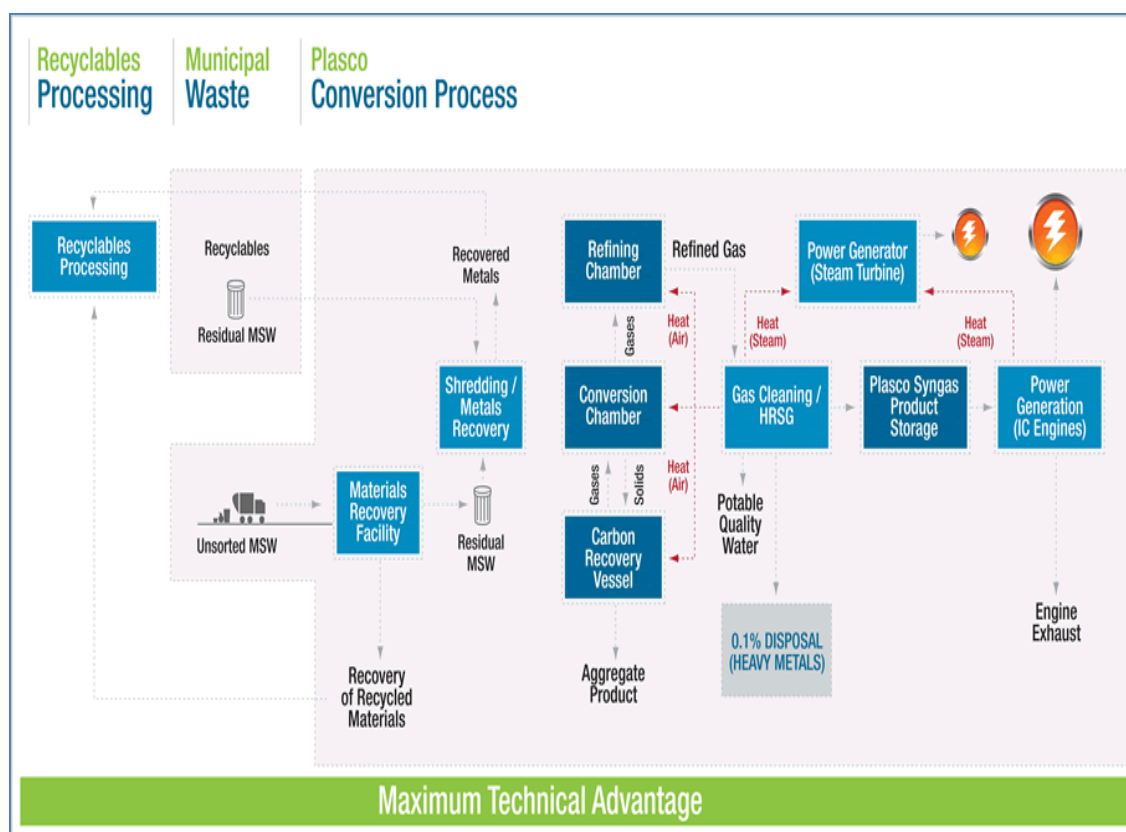 Recyclables
Processing
Municipal
Waste
Plasco
Conversion Process
Recyclables
Processing
Recyclables
Residual MSW
Recovered
Metals
Refining
Chamber
Refined Gas
Power Generator
(Steam Turbine)
Heat
(Air)
Heat
(Steam)
Heat
(Steam)
Gases
Shredding /
Metals
Recovery
Conversion
Chamber
Gas Cleaning /
HRSG
Plasco Syngas
Product
Storage
Power
Generation
(IC Engines)
Heat
(Air)
Gases
Solids
Unsorted MSW
Materials
Recovery
Facility
Residual
MSW
Carbon
Recovery
Vessel
Potable
Quality
Water
0.1% DISPOSAL
(HEAVY METALS)
Engine
Exhaust
Recovery
of Recycled
Materials
Aggregate
Product
Maximum Technical Advantage